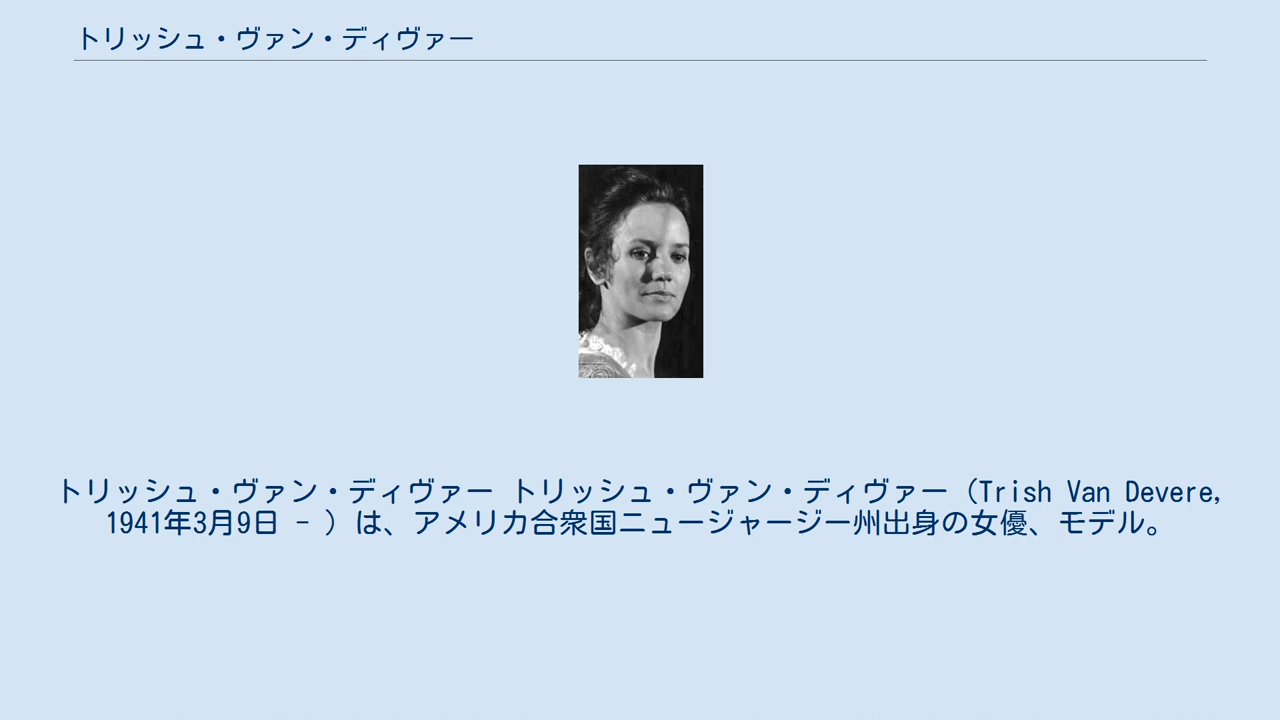 トリッシュ・ヴァン・ディヴァー
トリッシュ・ヴァン・ディヴァー トリッシュ・ヴァン・ディヴァー（Trish Van Devere,
1941年3月9日 - ）は、アメリカ合衆国ニュージャージー州出身の女優、モデル。